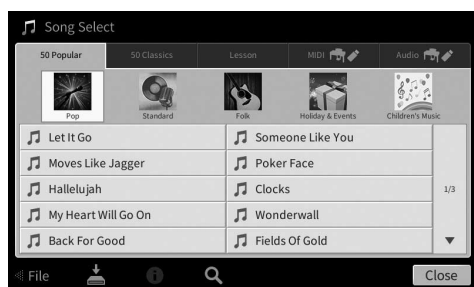 Song Select
50 Popular 50 Classics Lesson MIDI Audio
Pop Standard Folk Holiday & Events Children's Music
Let It Go Someone Like You
Moves Like Jagger Poker Face
Hallelujah Clocks 1/3
My Heart Will Go On Wonderwall
Back For Good Fields Of Gold
File Close